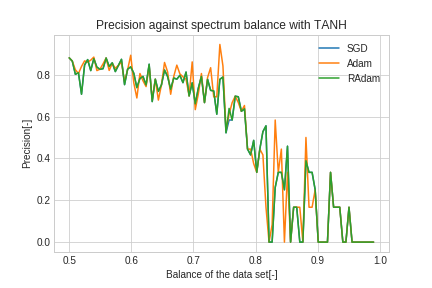 Precision against spectrum balance with TANH
SGD
Adam
RAdam
Precision[-]
0.8
0.6
0.4
0.2
0.0
0.5
0.6
0.7
0.8
0.9
1.0
Balance of the data set[-]